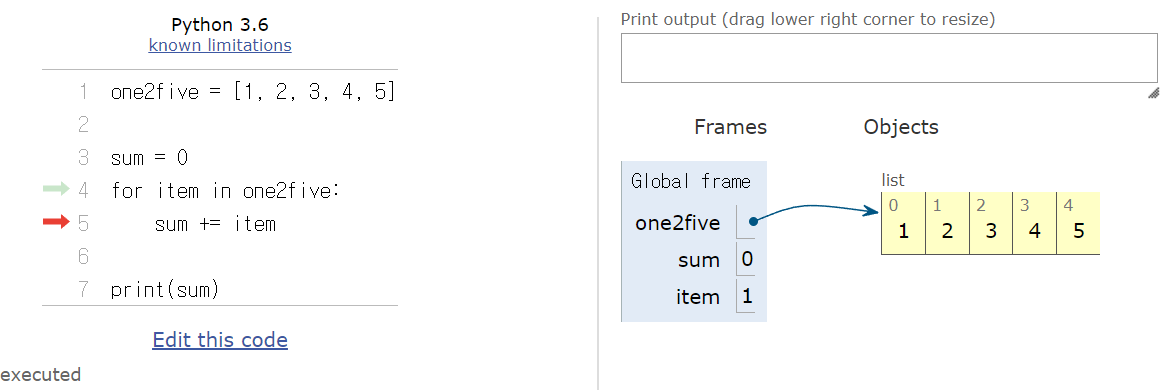 Python 3.6
known limitations
1 one2five = [1, 2, 3, 4, 5]
2
3 sum = 0
4 for item in one2five:
5     sum += item
6
7 print(sum)
Edit this code
executed
Print output (drag lower right corner to resize)
Frames Objects
Global frame
one2five
sum 0
item 1
list
0 1 2 3 4
1 2 3 4 5